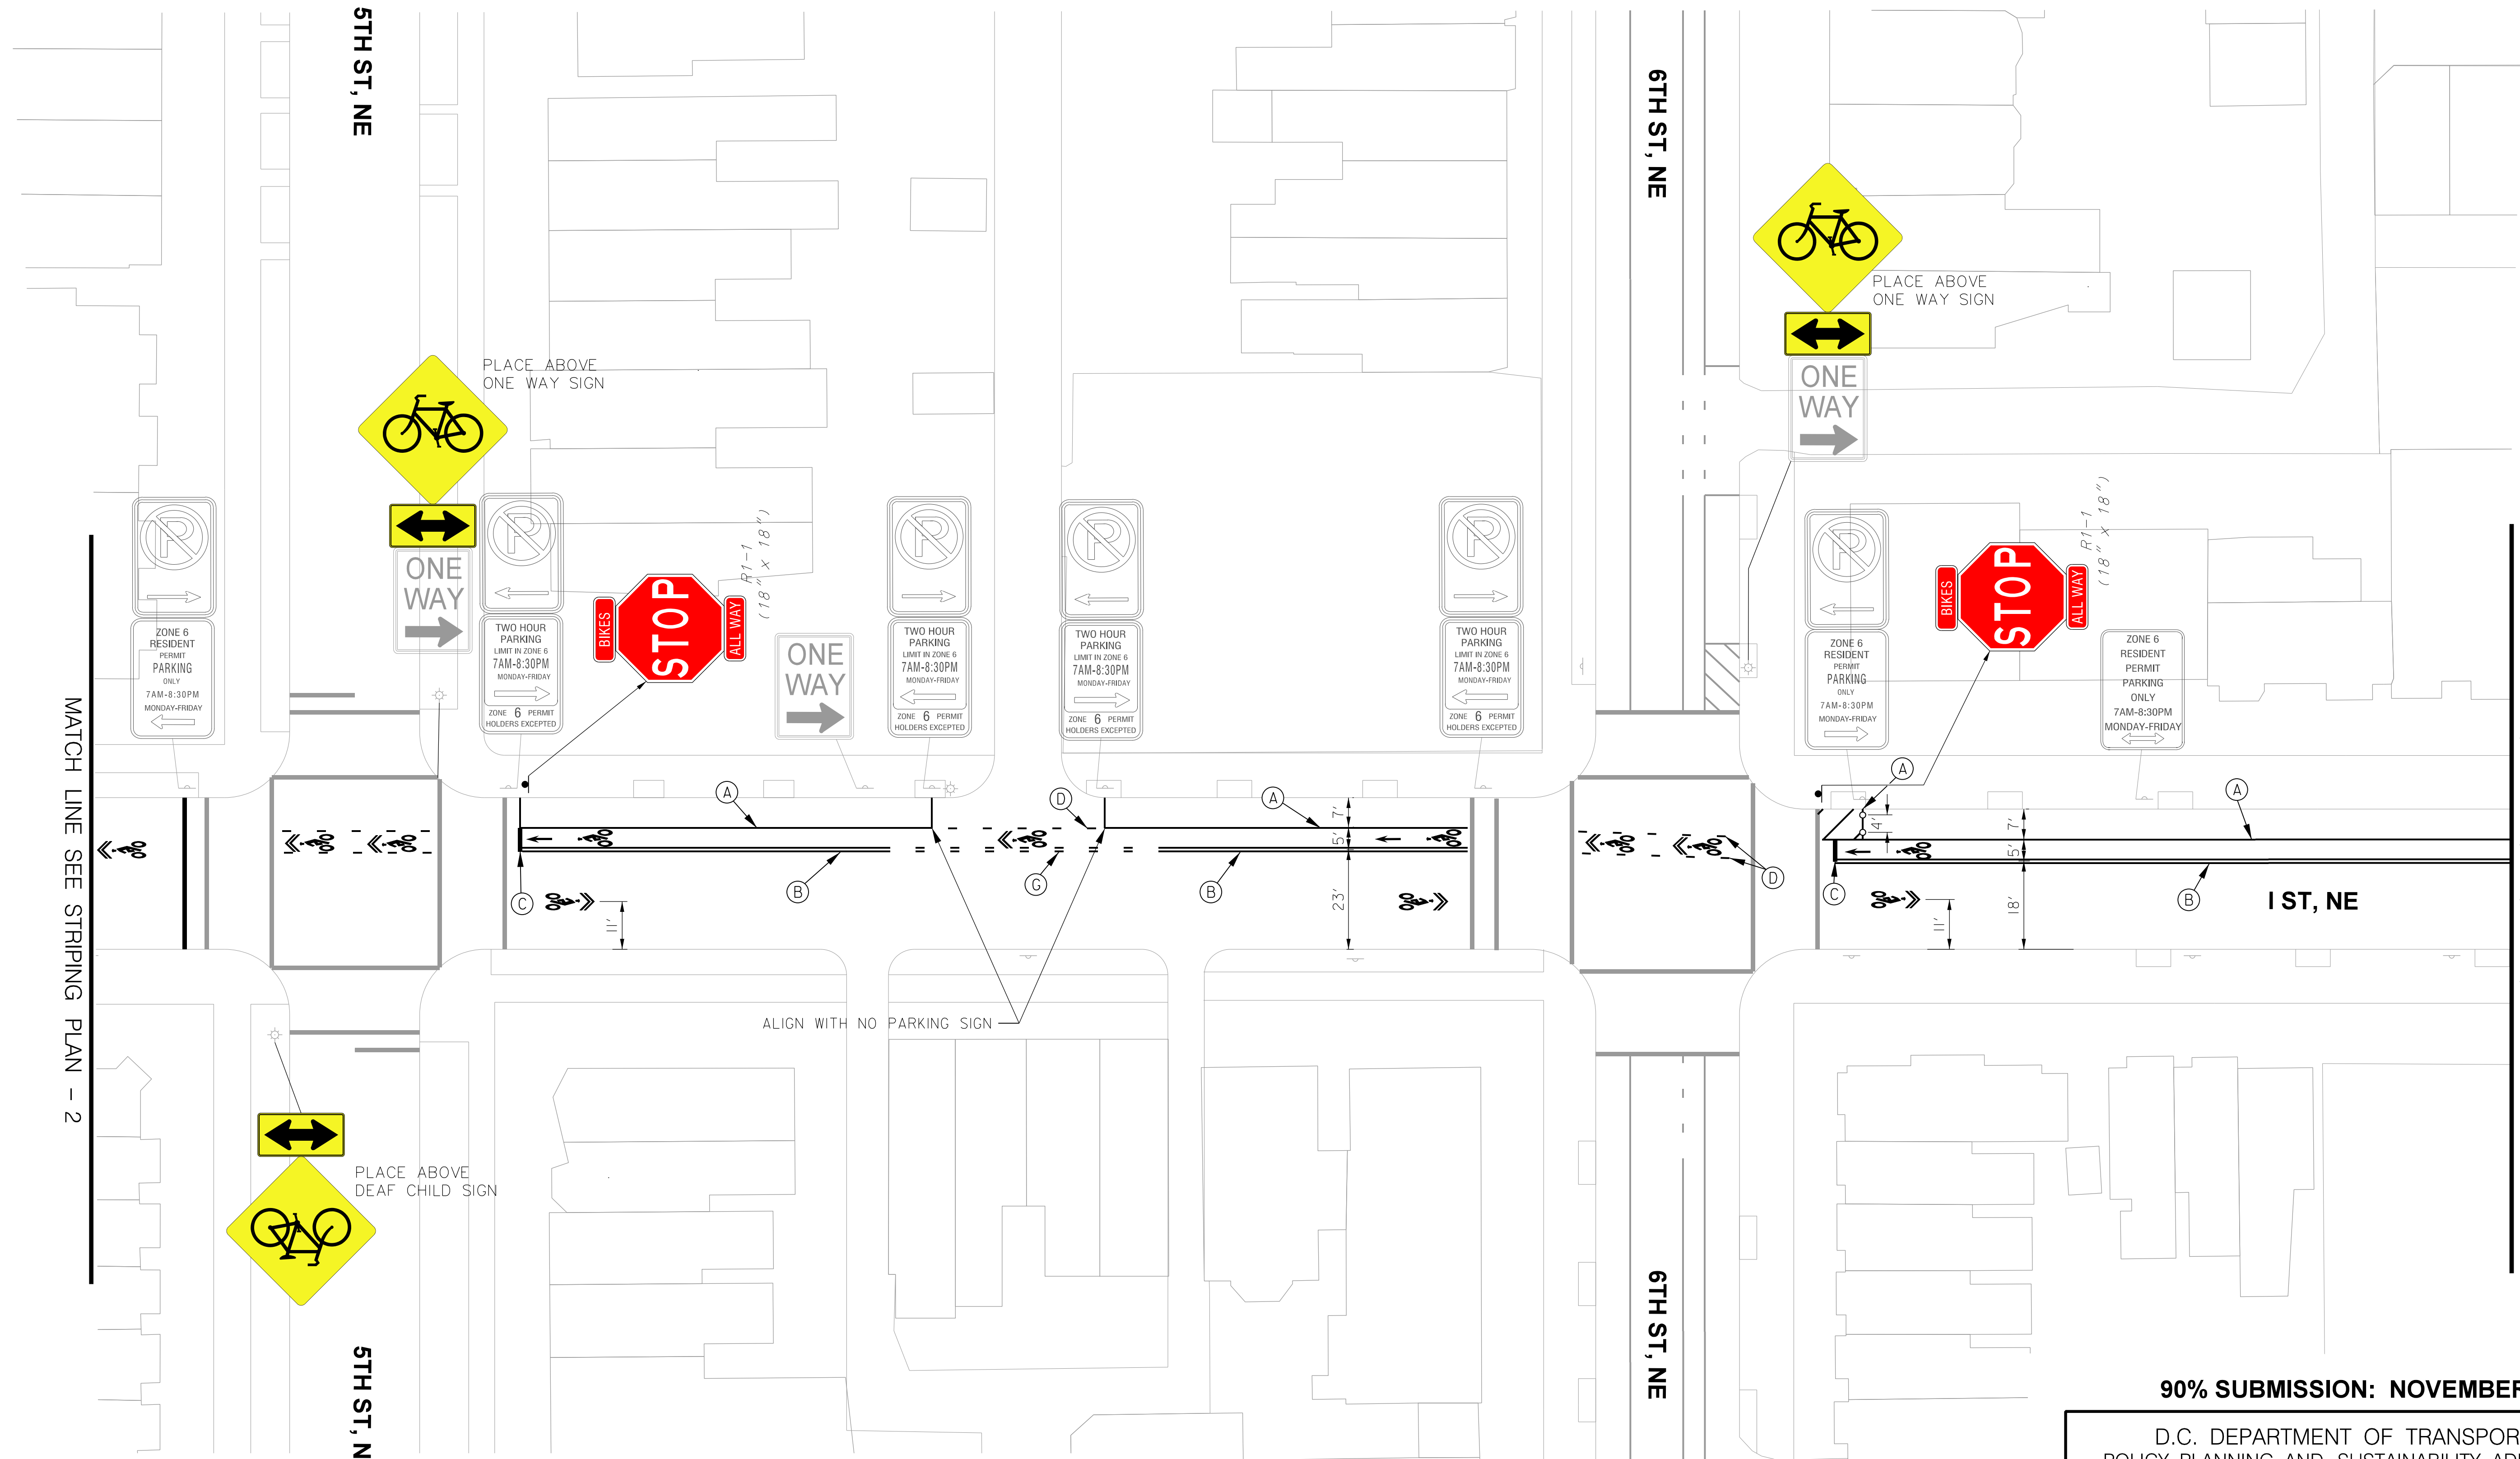 5TH ST, NE
6TH ST, NE
PLACE ABOVE
ONE WAY SIGN
ONE
WAY
PLACE ABOVE
ONE WAY SIGN
ONE
WAY
P
ZONE 6
RESIDENT
PERMIT
PARKING
ONLY
7AM-8:30PM
MONDAY-FRIDAY
P
TWO HOUR
PARKING
LIMIT IN ZONE 6
7AM-8:30PM
MONDAY-FRIDAY
ZONE 6 PERMIT
HOLDERS EXCEPTED
BIKES
STOP
ALL WAY
R1-1
(18" x 18")
ONE
WAY
P
TWO HOUR
PARKING
LIMIT IN ZONE 6
7AM-8:30PM
MONDAY-FRIDAY
ZONE 6 PERMIT
HOLDERS EXCEPTED
P
TWO HOUR
PARKING
LIMIT IN ZONE 6
7AM-8:30PM
MONDAY-FRIDAY
ZONE 6 PERMIT
HOLDERS EXCEPTED
P
TWO HOUR
PARKING
LIMIT IN ZONE 6
7AM-8:30PM
MONDAY-FRIDAY
ZONE 6 PERMIT
HOLDERS EXCEPTED
P
ZONE 6
RESIDENT
PERMIT
PARKING
ONLY
7AM-8:30PM
MONDAY-FRIDAY
BIKES
STOP
ALL WAY
R1-1
(18" x 18")
ZONE 6
RESIDENT
PERMIT
PARKING
ONLY
7AM-8:30PM
MONDAY-FRIDAY
MATCH LINE SEE STRIPING PLAN - 2
A
D
A
7'
5'
23'
A
4'
A
7'
5'
18'
C
B
G
B
D
C
B
11'
11'
I ST, NE
ALIGN WITH NO PARKING SIGN
PLACE ABOVE
DEAF CHILD SIGN
5TH ST, N
6TH ST, NE
90% SUBMISSION: NOVEMBER
D.C. DEPARTMENT OF TRANSPOR
POLICY PLANNING AND SUSTAINABILITY AD